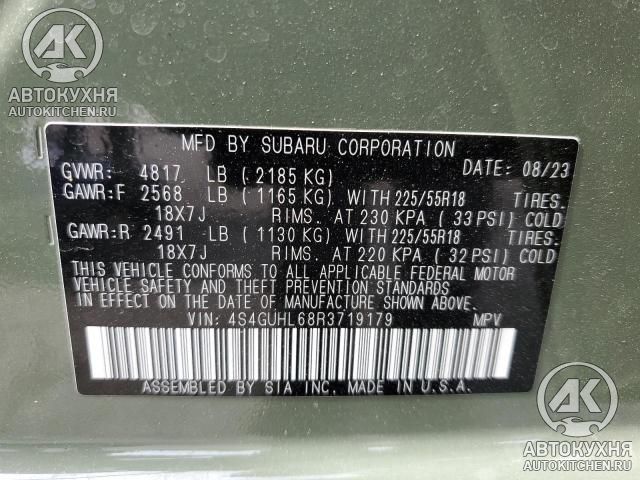 AK
АВТОКУХНЯ
AUTOKITCHEN.RU
MFD BY SUBARU CORPORATION
GVWR: 4817 LB ( 2185 KG) DATE: 08/23
GAWR:F 2568 LB ( 1165 KG) WITH 225/55R18 TIRES.
18X7J RIMS. AT 230 KPA ( 33 PSI) COLD
GAWR:R 2491 LB ( 1130 KG) WITH 225/55R18 TIRES.
18X7J RIMS. AT 220 KPA ( 32 PSI) COLD
THIS VEHICLE CONFORMS TO ALL APPLICABLE FEDERAL MOTOR
VEHICLE SAFETY AND THEFT PREVENTION STANDARDS
IN EFFECT ON THE DATE OF MANUFACTURE SHOWN ABOVE.
VIN: 4S4GUHL68R3719179 MPV
ASSEMBLED BY SIA INC. MADE IN U.S.A.
AK
АВТОКУХНЯ
AUTOKITCHEN.RU